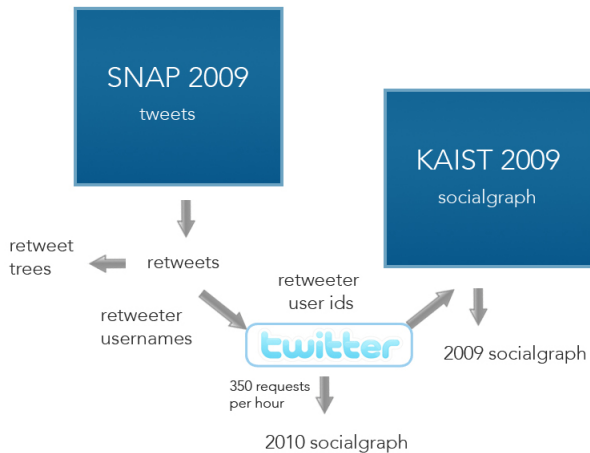 SNAP 2009
tweets
KAIST 2009
socialgraph
retweet
trees
retweets
retweeter
user ids
retweeter
usernames
twitter
2009 socialgraph
350 requests
per hour
2010 socialgraph